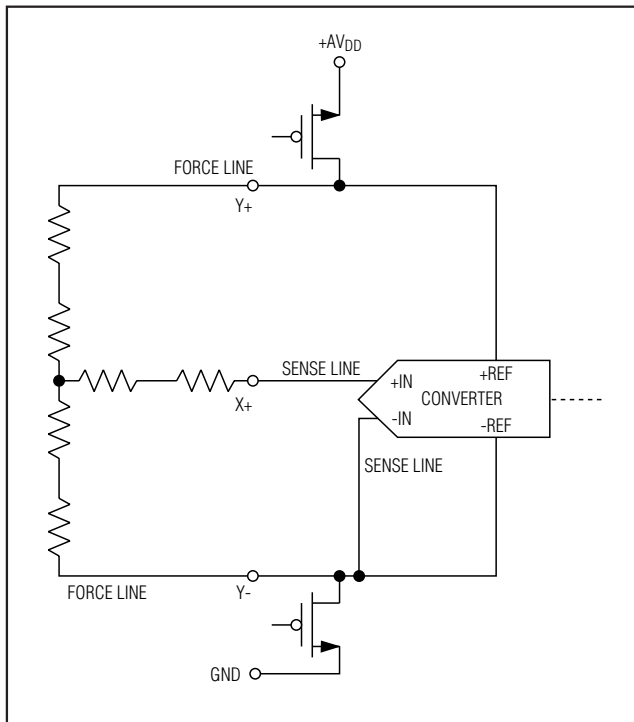 +AVDD
FORCE LINE
Y+
SENSE LINE
X+
+IN
+REF
CONVERTER
-IN
-REF
SENSE LINE
FORCE LINE
Y-
GND